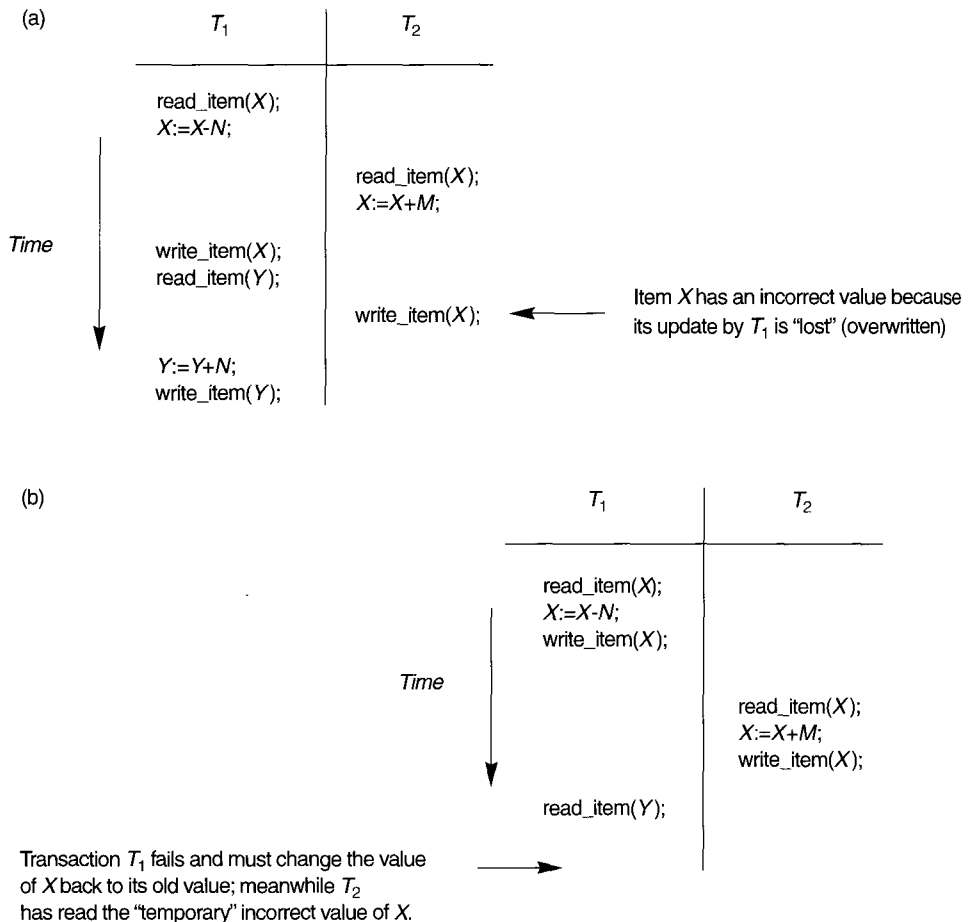 (a)
T1 T2
read_item(X);
X:=X-N;
read_item(X);
X:=X+M;
Time
write_item(X);
read_item(Y);
write_item(X);
Item X has an incorrect value because
its update by T1 is “lost” (overwritten)
Y:=Y+N;
write_item(Y);
(b)
T1 T2
read_item(X);
X:=X-N;
write_item(X);
Time
read_item(X);
X:=X+M;
write_item(X);
read_item(Y);
Transaction T1 fails and must change the value
of X back to its old value; meanwhile T2
has read the “temporary” incorrect value of X.